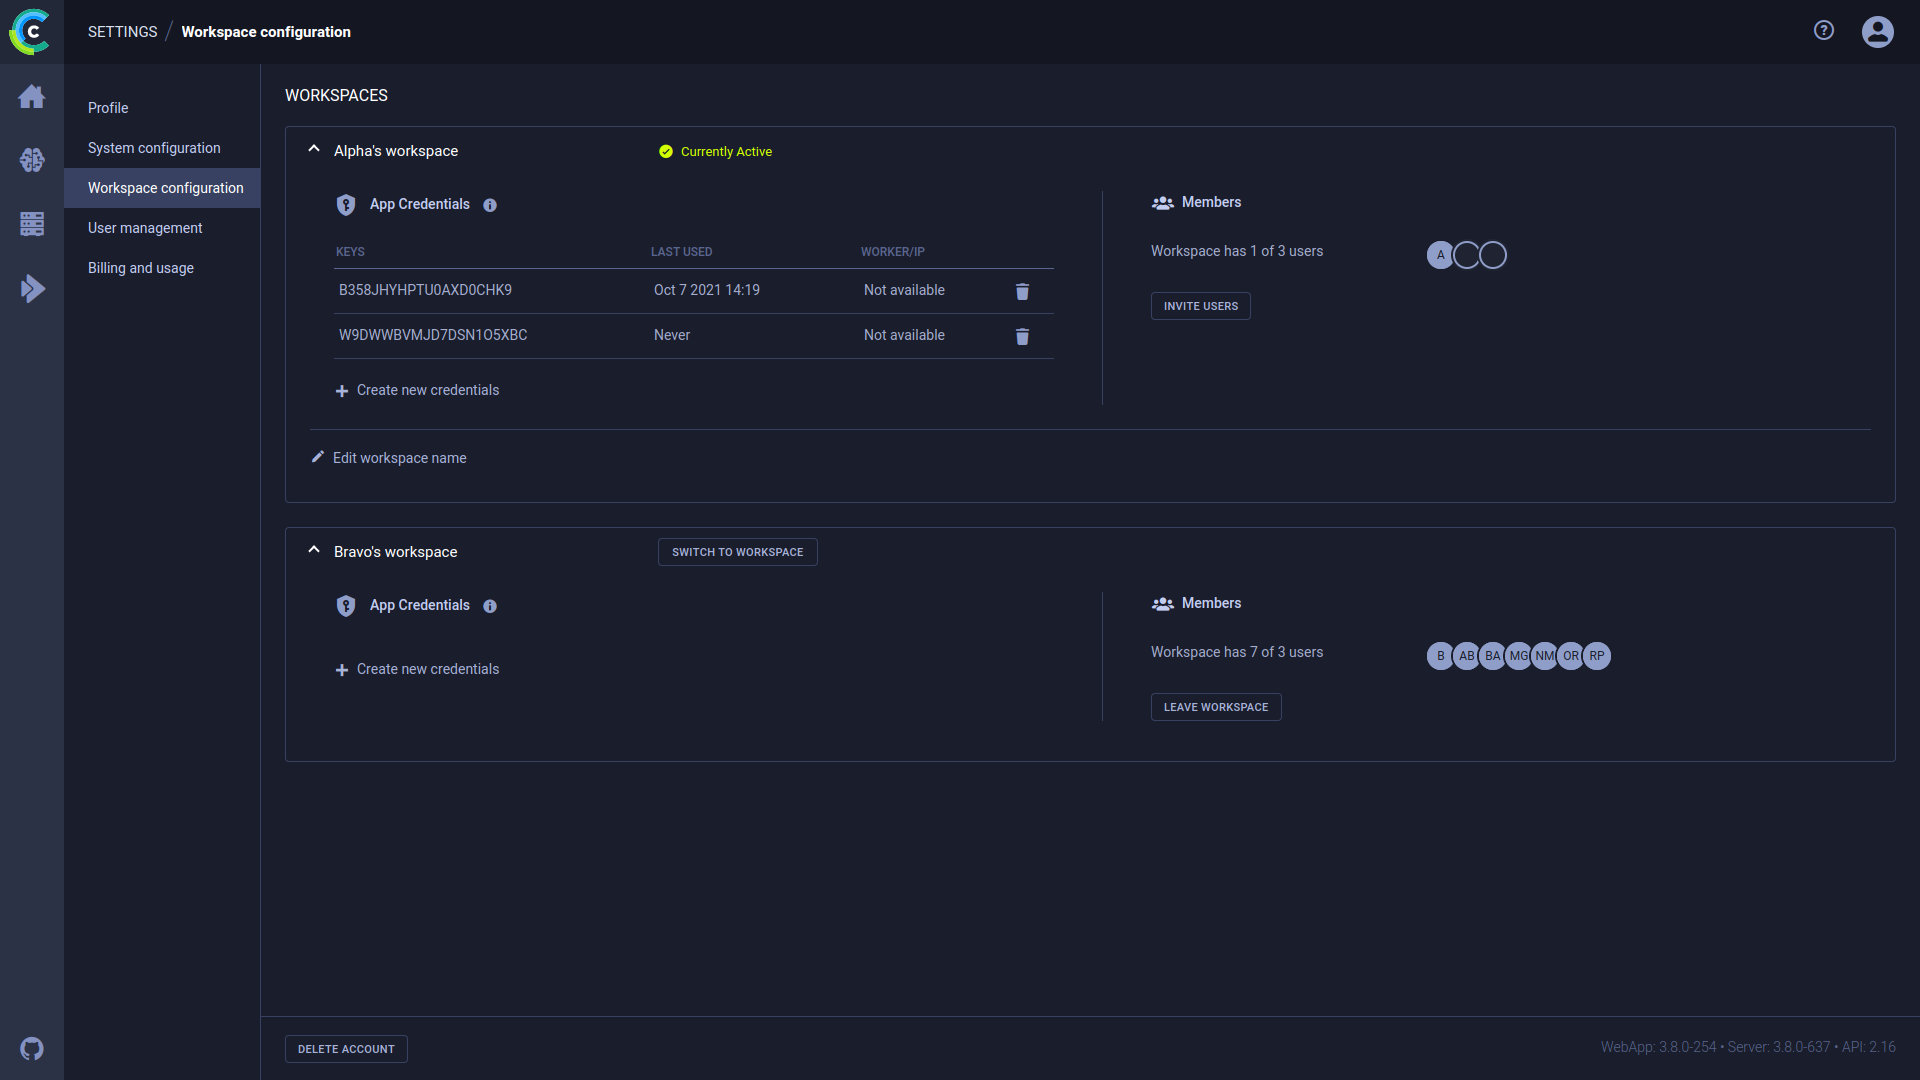 SETTINGS / Workspace configuration
Profile
System configuration
Workspace configuration
User management
Billing and usage
WORKSPACES
Alpha's workspace
Currently Active
App Credentials
KEYS LAST USED WORKER/IP
B358JHYHPTU0AXD0CHK9 Oct 7 2021 14:19 Not available
W9DWWBVMJD7DSN1O5XBC Never Not available
Create new credentials
Members
Workspace has 1 of 3 users
A
INVITE USERS
Edit workspace name
Bravo's workspace
SWITCH TO WORKSPACE
App Credentials
Create new credentials
Members
Workspace has 7 of 3 users
B AB BA MG NM OR RP
LEAVE WORKSPACE
DELETE ACCOUNT
WebApp: 3.8.0-254 • Server: 3.8.0-637 • API: 2.16